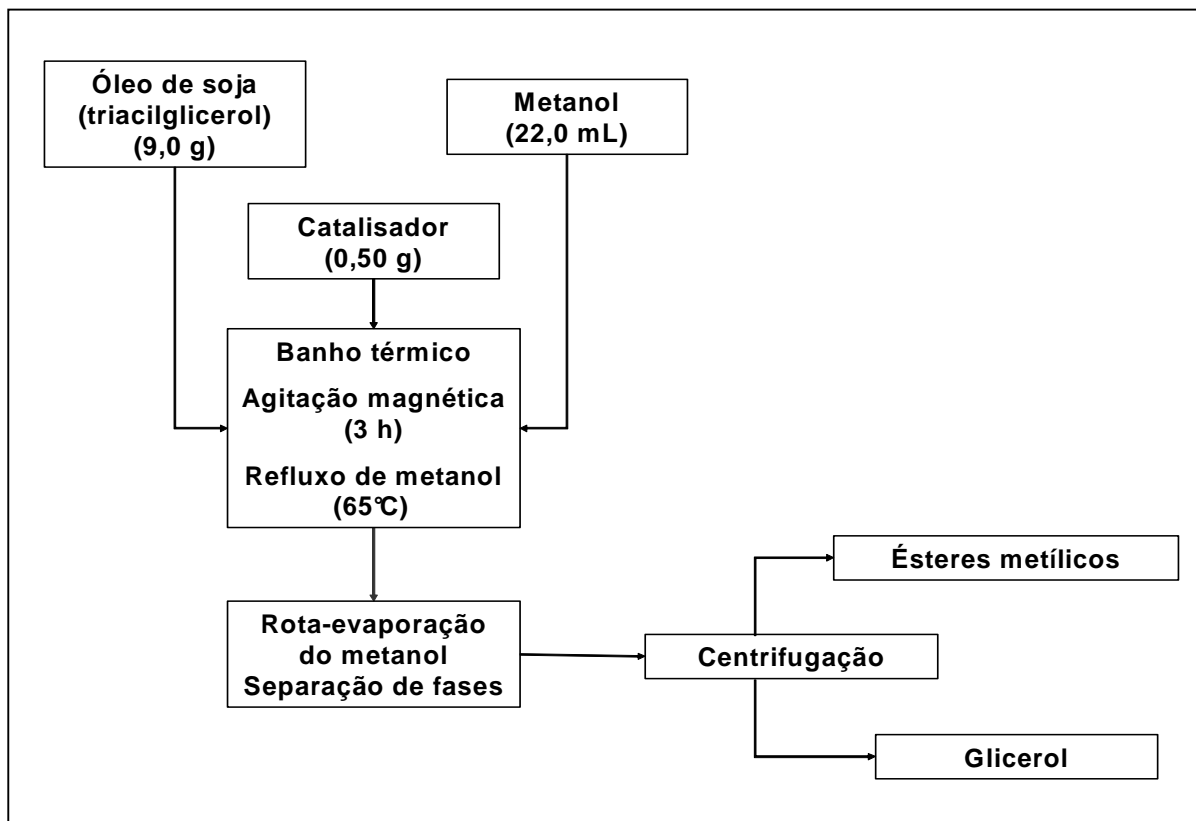 Óleo de soja
(triacilglicerol)
(9,0 g)
Metanol
(22,0 mL)
Catalisador
(0,50 g)
Banho térmico
Agitação magnética
(3 h)
Refluxo de metanol
(65°C)
Rota-evaporação
do metanol
Separação de fases
Centrifugação
Ésteres metílicos
Glicerol